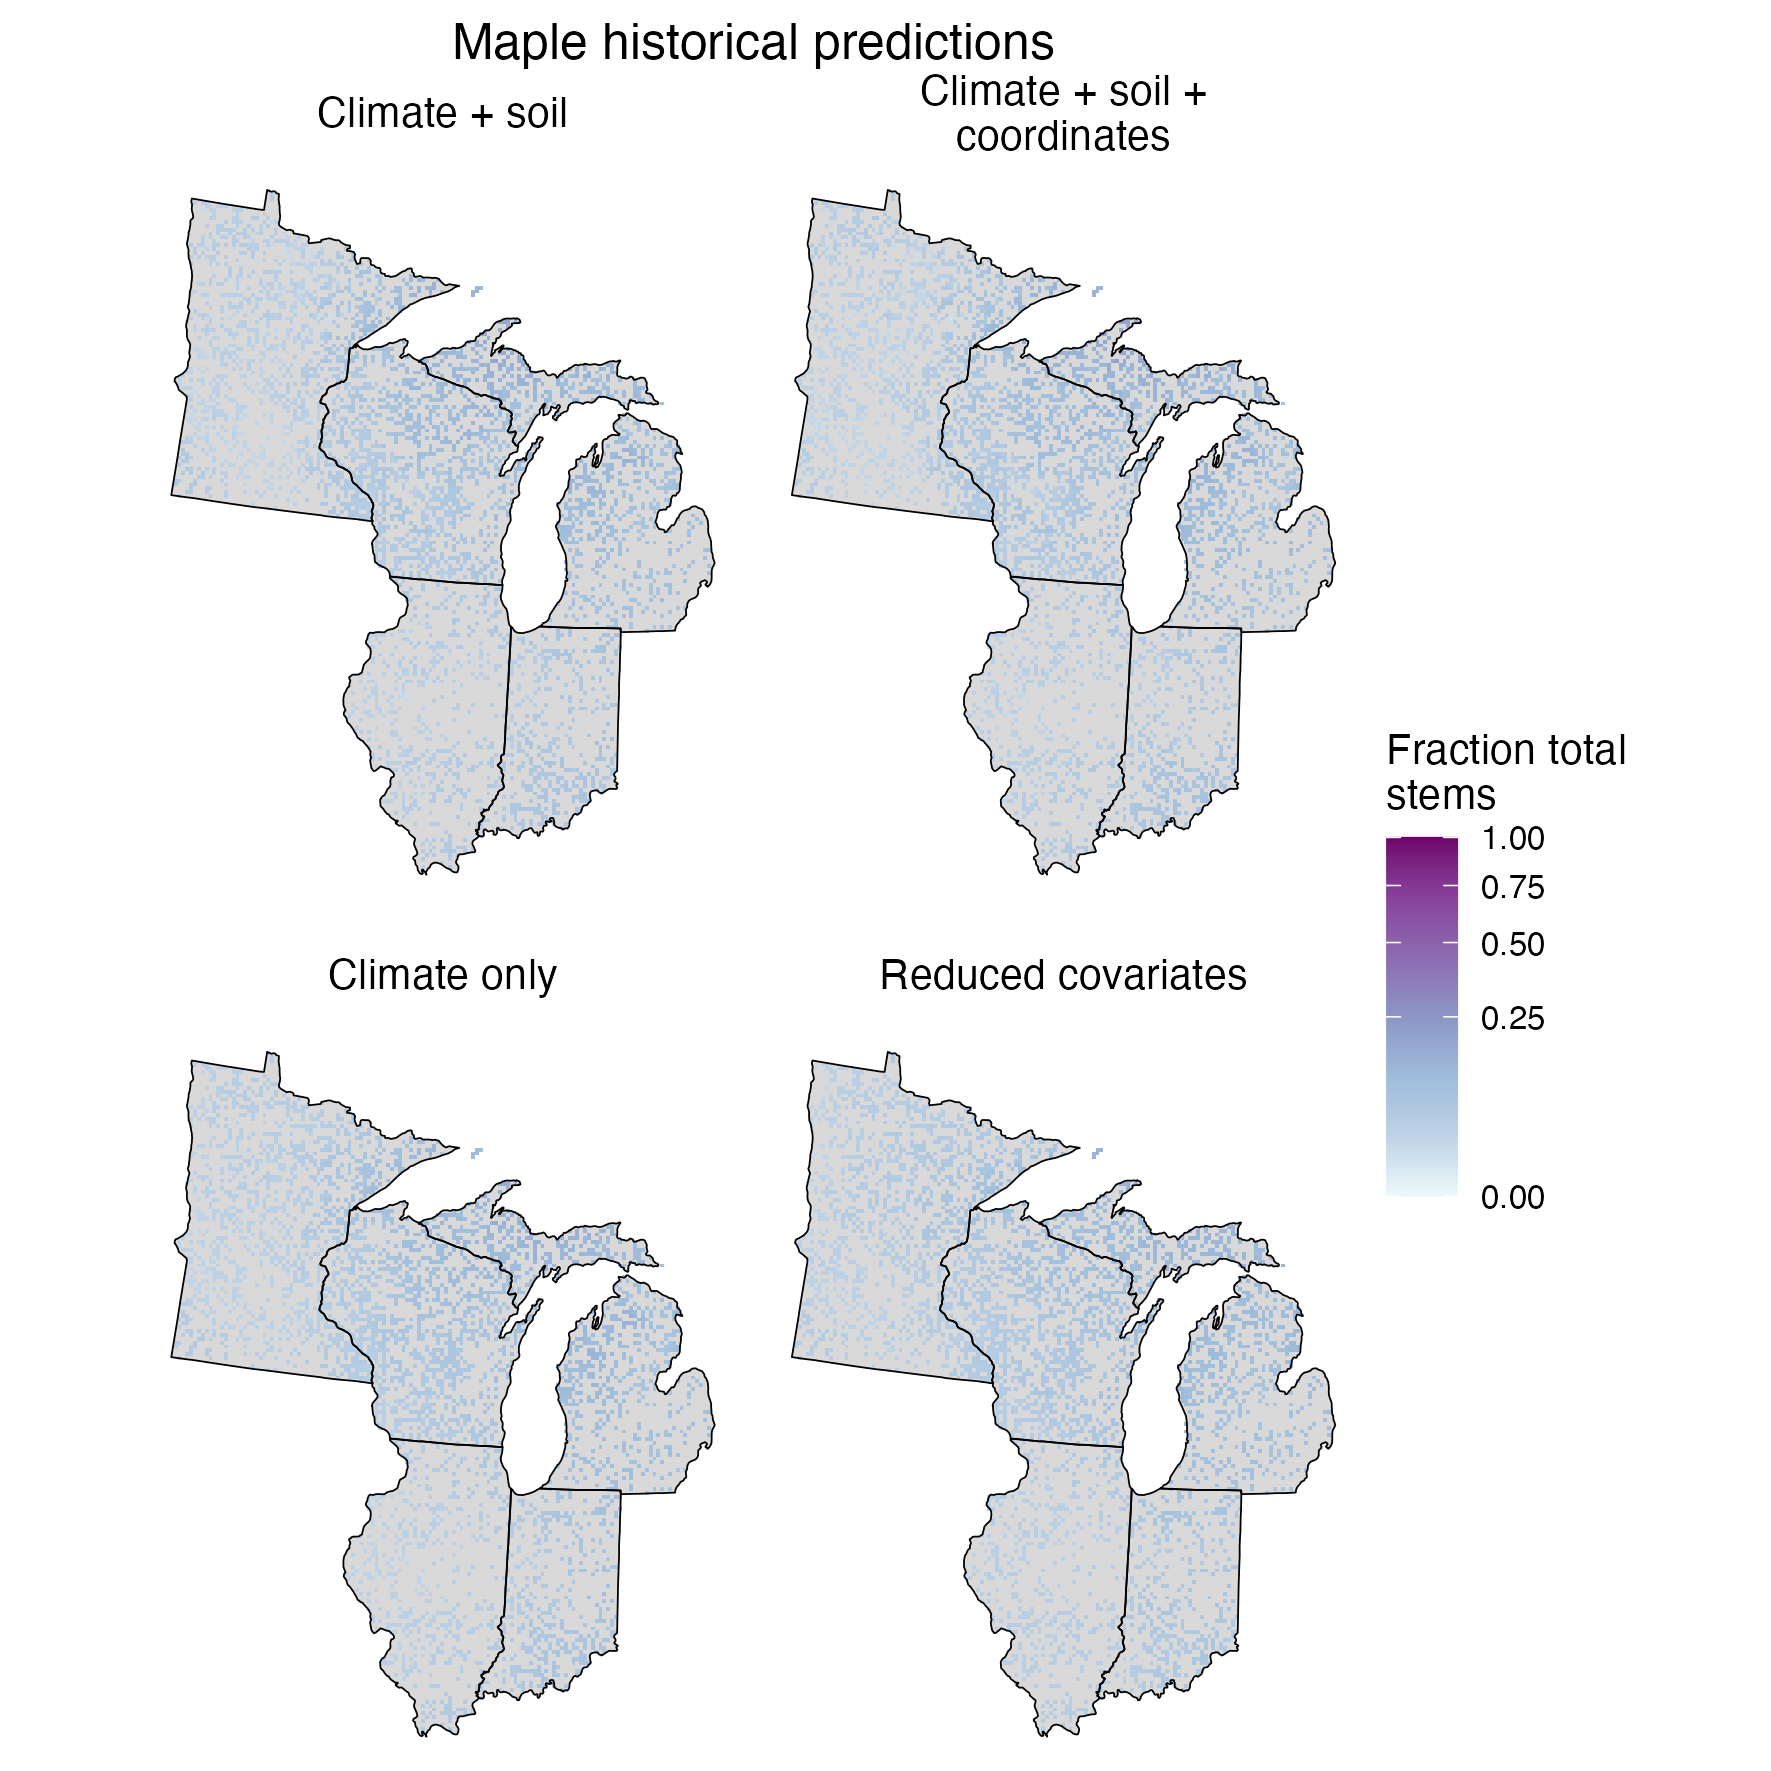 Maple historical predictions
Climate + soil
Climate + soil +
coordinates
Climate only
Reduced covariates
Fraction total
stems
1.00
0.75
0.50
0.25
0.00